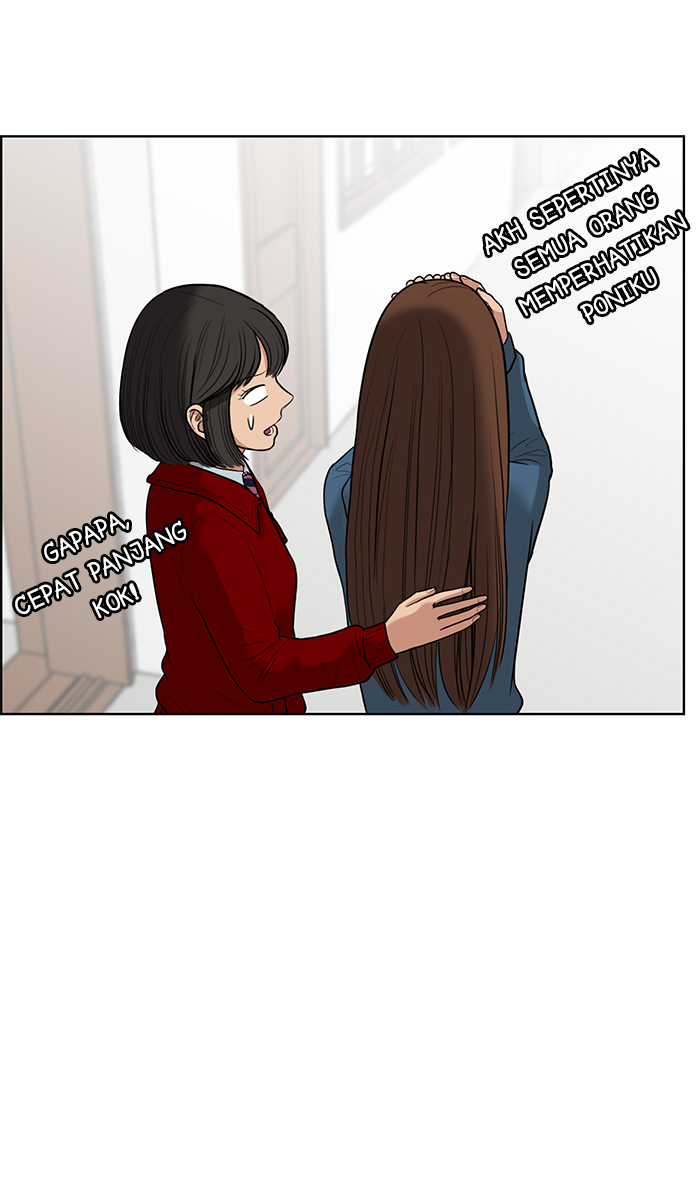 AKH SEPERTINYA
SEMUA ORANG
MEMPERHATIKAN
PONIKU
GAPAPA,
CEPAT PANJANG
KOK!